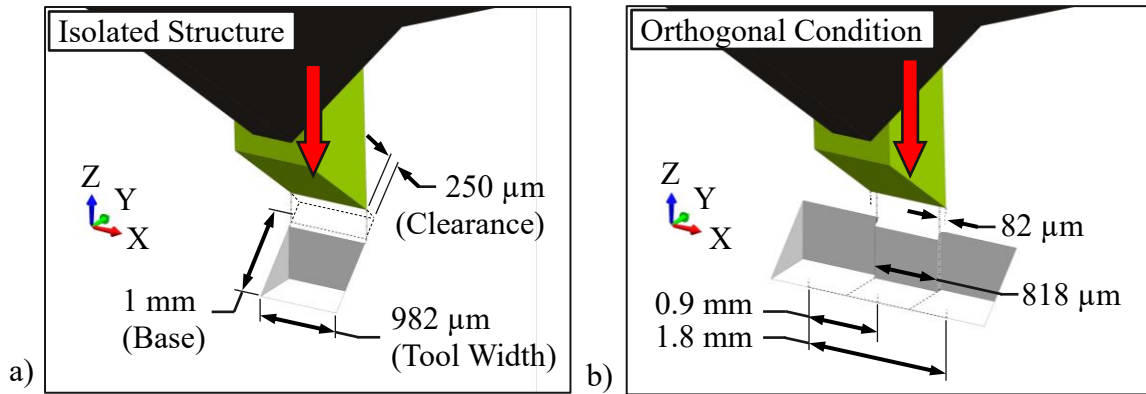 Isolated Structure
Z
Y
X
250 µm
(Clearance)
1 mm
(Base)
982 µm
(Tool Width)
a)
Orthogonal Condition
Z
Y
X
82 µm
818 µm
0.9 mm
1.8 mm
b)